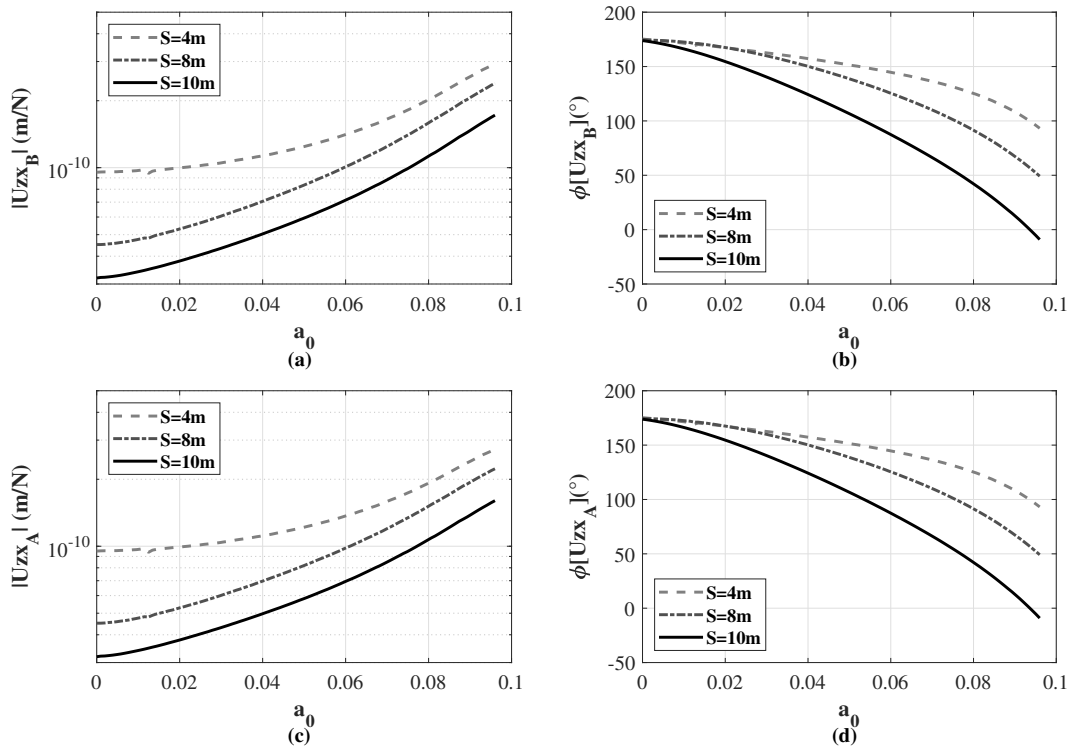 S=4m
S=8m
S=10m
|Uzx_B| (m/N)
10^-10
0 0.02 0.04 0.06 0.08 0.1
a_0
(a)
200
150
100
50
0
-50
ϕ[Uzx_B](°)
S=4m
S=8m
S=10m
0 0.02 0.04 0.06 0.08 0.1
a_0
(b)
S=4m
S=8m
S=10m
|Uzx_A| (m/N)
10^-10
0 0.02 0.04 0.06 0.08 0.1
a_0
(c)
200
150
100
50
0
-50
ϕ[Uzx_A](°)
S=4m
S=8m
S=10m
0 0.02 0.04 0.06 0.08 0.1
a_0
(d)